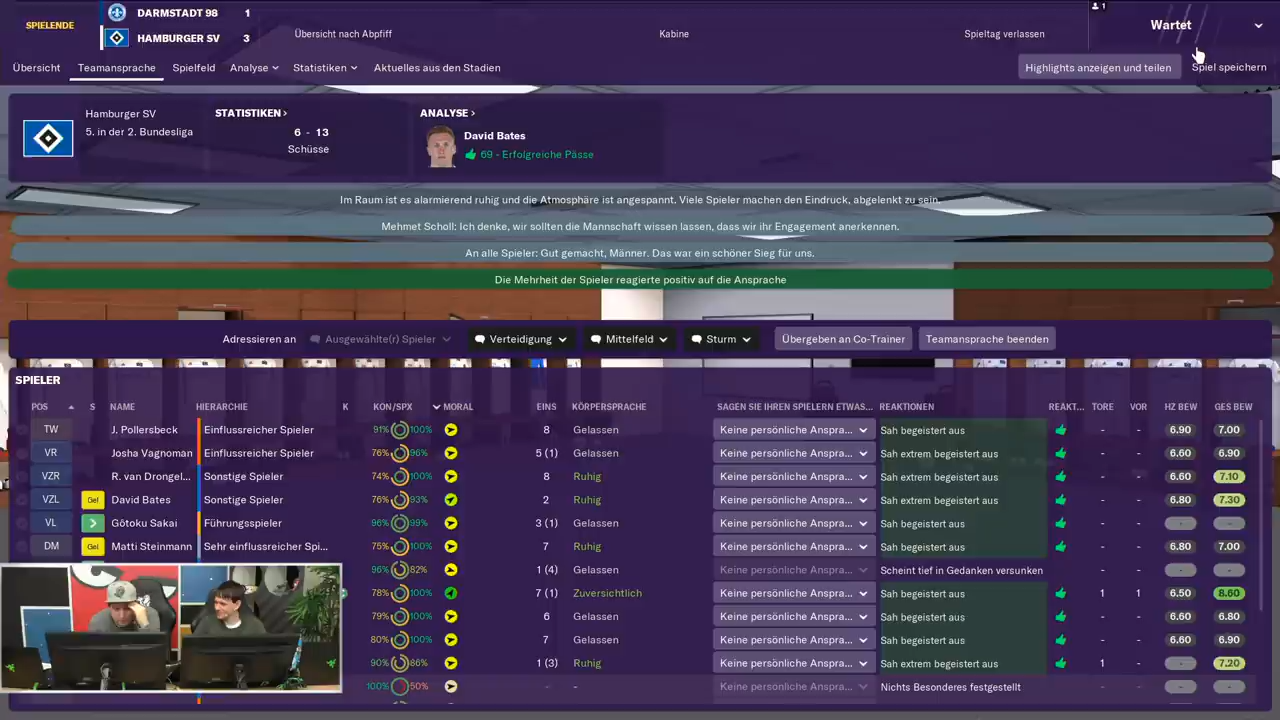 SPIELENDE
DARMSTADT 98 1
HAMBURGER SV 3
Übersicht nach Abpfiff
Kabine
Spieltag verlassen
1
Wartet
Übersicht Teamansprache Spielfeld Analyse Statistiken Aktuelles aus den Stadien
Highlights anzeigen und teilen Spiel speichern
Hamburger SV
5. in der 2. Bundesliga
STATISTIKEN
6 - 13
Schüsse
ANALYSE
David Bates
69 - Erfolgreiche Pässe
Im Raum ist es alarmierend ruhig und die Atmosphäre ist angespannt. Viele Spieler machen den Eindruck, abgelenkt zu sein.
Mehmet Scholl: Ich denke, wir sollten die Mannschaft wissen lassen, dass wir ihr Engagement anerkennen.
An alle Spieler: Gut gemacht, Männer. Das war ein schöner Sieg für uns.
Die Mehrheit der Spieler reagierte positiv auf die Ansprache
Adressieren an Ausgewählte(r) Spieler Verteidigung Mittelfeld Sturm Übergeben an Co-Trainer Teamansprache beenden
SPIELER
POS S NAME HIERARCHIE K KON/SPX MORAL EINS KÖRPERSPRACHE SAGEN SIE IHREN SPIELERN ETWAS... REAKTIONEN REAKT... TORE VOR HZ BEW GES BEW
TW J. Pollersbeck Einflussreicher Spieler 91% 100% 8 Gelassen Keine persönliche Anspra... Sah begeistert aus - - 6.90 7.00
VR Josha Vagnoman Einflussreicher Spieler 76% 96% 5 (1) Gelassen Keine persönliche Anspra... Sah extrem begeistert aus - - 6.60 6.90
VZR R. van Drongel... Sonstige Spieler 74% 100% 8 Ruhig Keine persönliche Anspra... Sah extrem begeistert aus - - 6.60 7.10
VZL Gel David Bates Sonstige Spieler 76% 93% 2 Ruhig Keine persönliche Anspra... Sah extrem begeistert aus - - 6.80 7.30
VL Gōtoku Sakai Führungsspieler 96% 99% 3 (1) Gelassen Keine persönliche Anspra... Sah begeistert aus - - - -
DM Gel Matti Steinmann Sehr einflussreicher Spi... 75% 100% 7 Ruhig Keine persönliche Anspra... Sah begeistert aus - - 6.80 7.00
96% 82% 1 (4) Gelassen Keine persönliche Anspra... Scheint tief in Gedanken versunken - - - -
78% 100% 7 (1) Zuversichtlich Keine persönliche Anspra... Sah begeistert aus 1 1 6.50 8.60
79% 100% 6 Gelassen Keine persönliche Anspra... Sah begeistert aus - - 6.60 6.80
80% 100% 7 Gelassen Keine persönliche Anspra... Sah begeistert aus - - 6.60 6.90
90% 86% 1 (3) Ruhig Keine persönliche Anspra... Sah extrem begeistert aus 1 - - 7.20
100% 50% - - Keine persönliche Anspra... Nichts Besonderes festgestellt - - - -